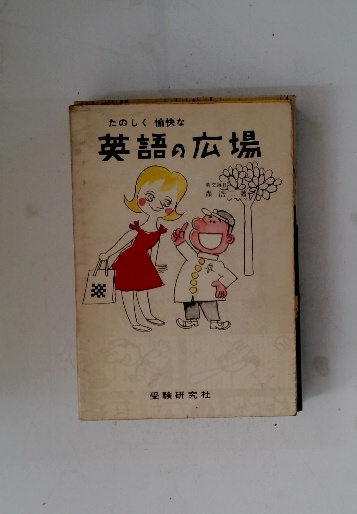 たのしく 愉快な
英語の広場
受験研究社